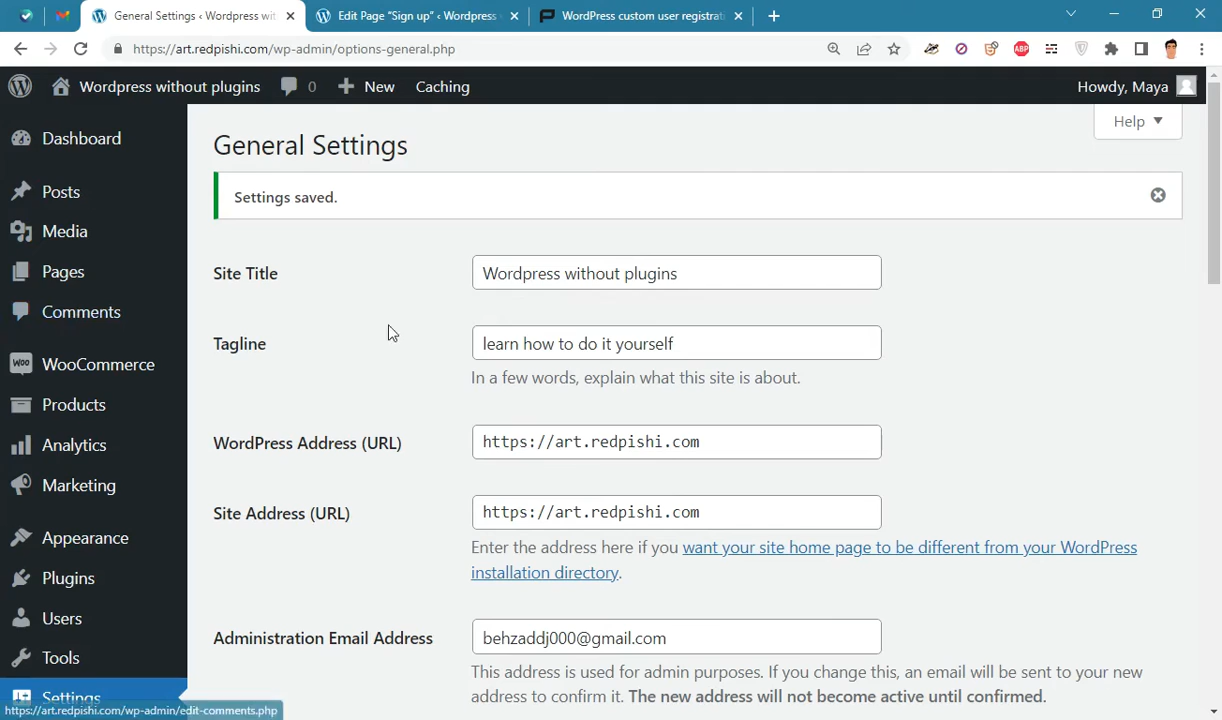 General Settings ‹ Wordpress wit
Edit Page "Sign up" ‹ Wordpress
WordPress custom user registrat
https://art.redpishi.com/wp-admin/options-general.php
ABP
Wordpress without plugins
0
New
Caching
Howdy, Maya
Help
Dashboard
Posts
Media
Pages
Comments
WOO
WooCommerce
Products
Analytics
Marketing
Appearance
Plugins
Users
Tools
Settings
General Settings
Settings saved.
Site Title
Wordpress without plugins
Tagline
learn how to do it yourself
In a few words, explain what this site is about.
WordPress Address (URL)
https://art.redpishi.com
Site Address (URL)
https://art.redpishi.com
Enter the address here if you want your site home page to be different from your WordPress
installation directory.
Administration Email Address
behzaddj000@gmail.com
This address is used for admin purposes. If you change this, an email will be sent to your new
address to confirm it. The new address will not become active until confirmed.
https://art.redpishi.com/wp-admin/edit-comments.php